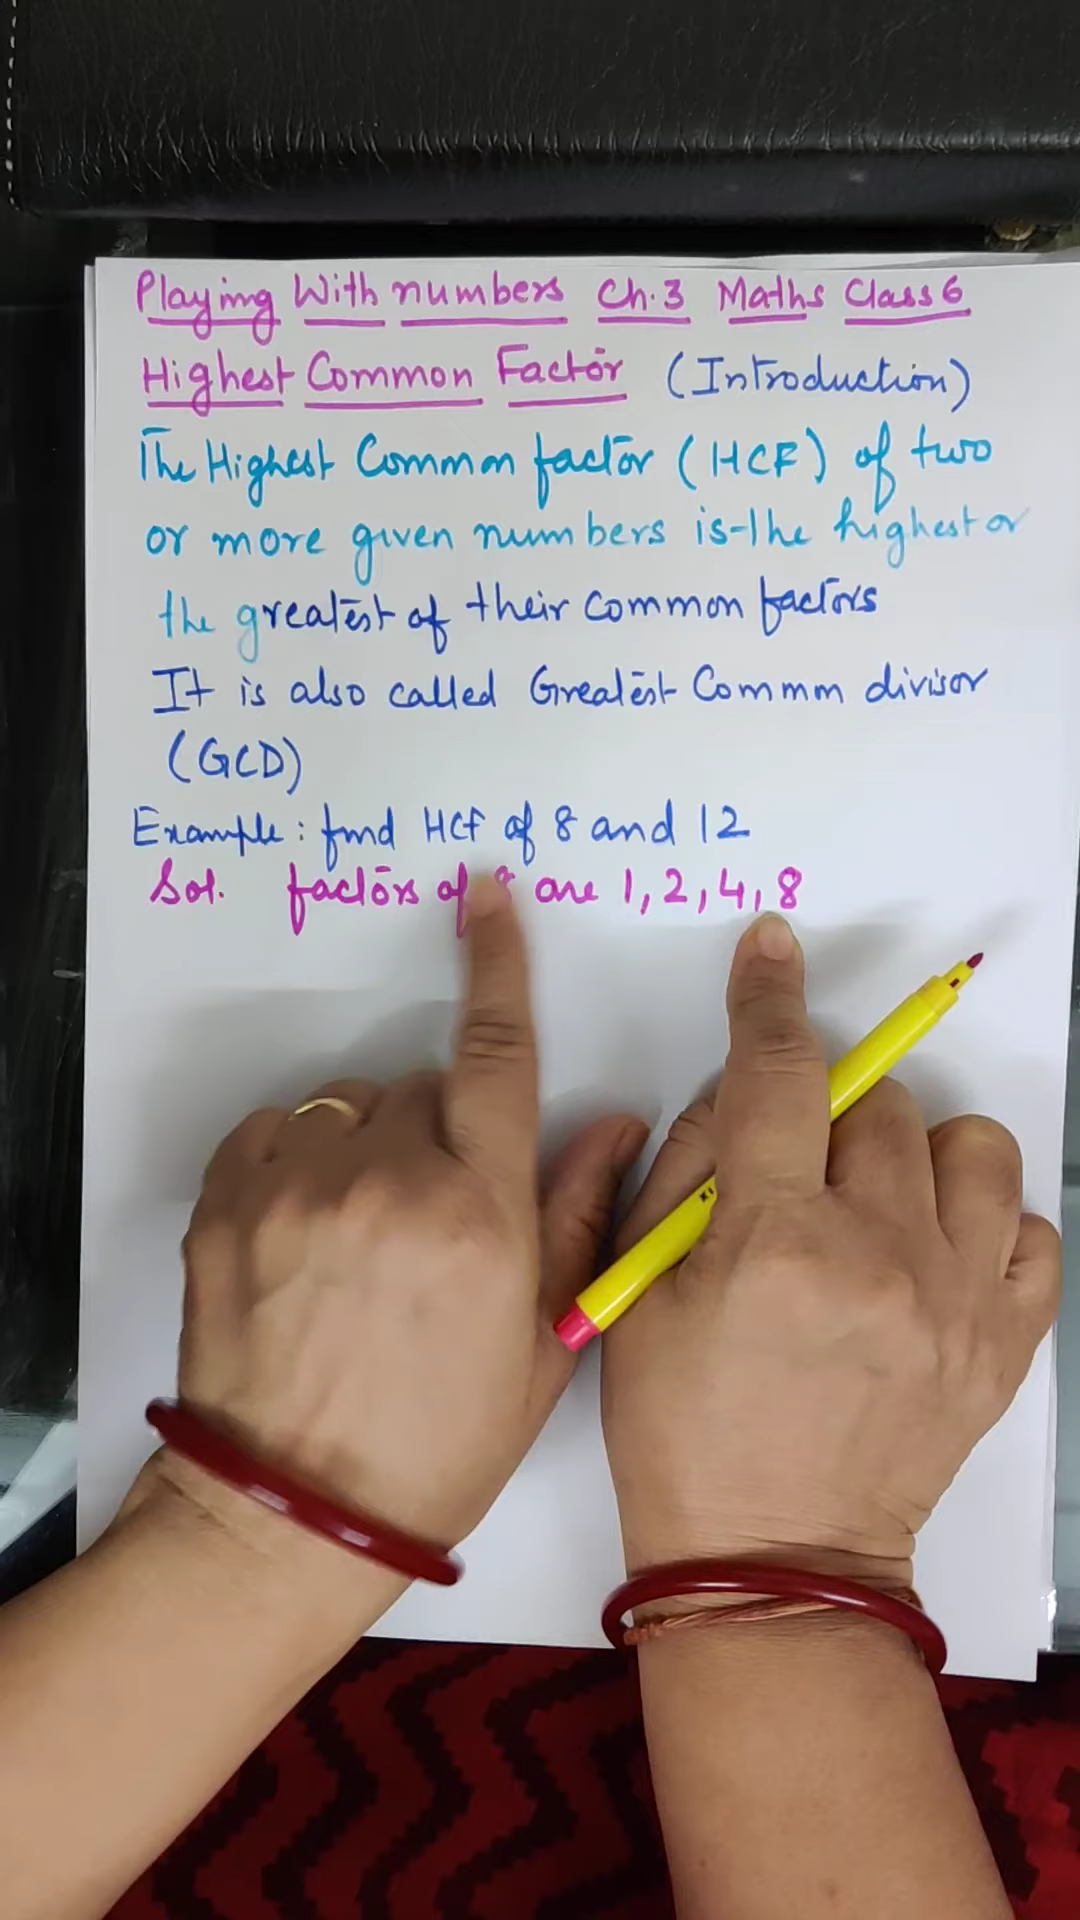 Playing With numbers Ch.3 Maths Class 6
Highest Common Factor (Introduction)
The Highest Common factor (HCF) of two
or more given numbers is the highest or
the greatest of their common factors
It is also called Greatest Common divisor
(GCD)
Example: find HCF of 8 and 12
Sol. factors of 8 are 1, 2, 4, 8